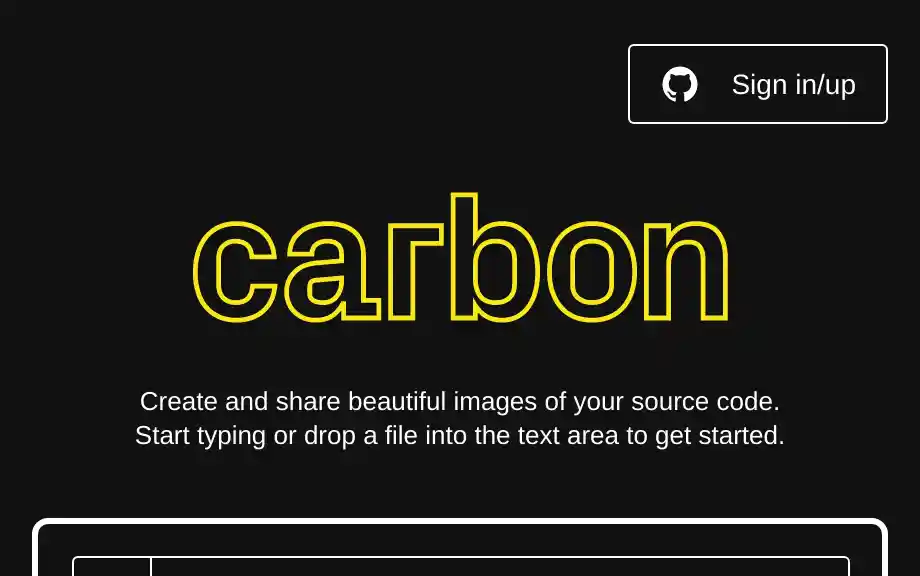 Sign in/up
carbon
Create and share beautiful images of your source code.
Start typing or drop a file into the text area to get started.